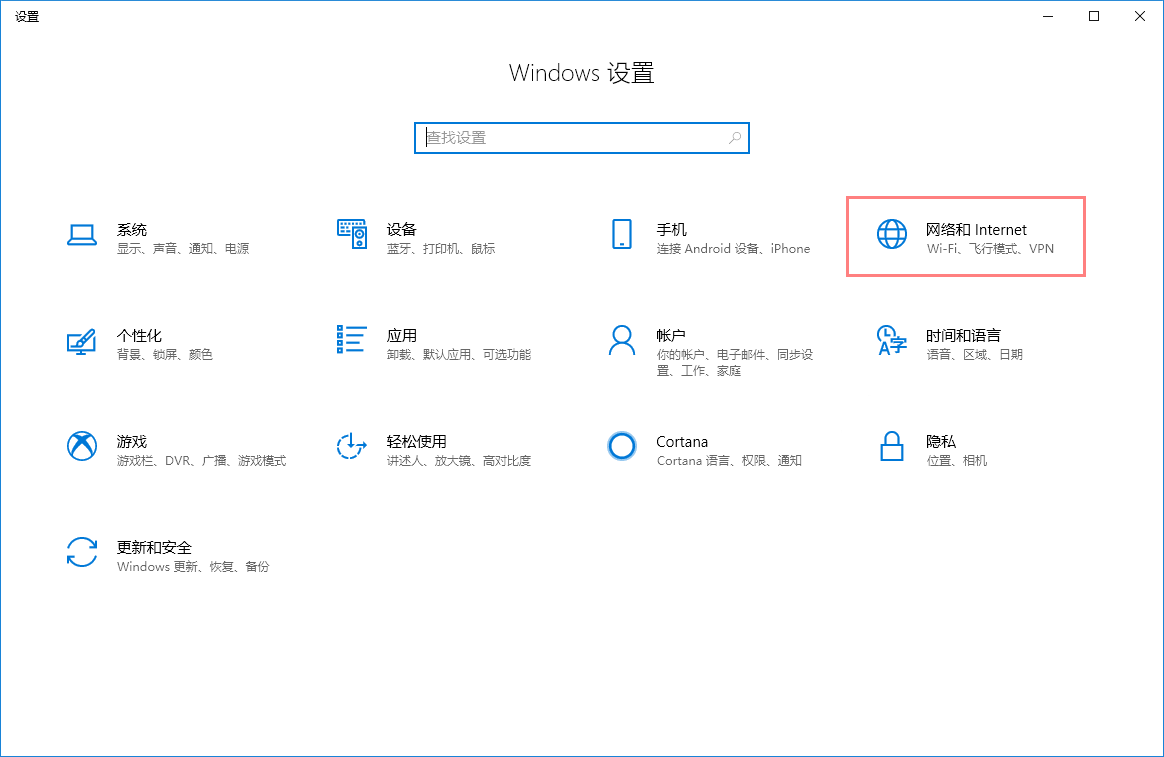 设置
Windows 设置
查找设置
系统
显示、声音、通知、电源
设备
蓝牙、打印机、鼠标
手机
连接 Android 设备、iPhone
网络和 Internet
Wi-Fi、飞行模式、VPN
个性化
背景、锁屏、颜色
应用
卸载、默认应用、可选功能
帐户
你的帐户、电子邮件、同步设
置、工作、家庭
时间和语言
语音、区域、日期
游戏
游戏栏、DVR、广播、游戏模式
轻松使用
讲述人、放大镜、高对比度
Cortana
Cortana 语言、权限、通知
隐私
位置、相机
更新和安全
Windows 更新、恢复、备份